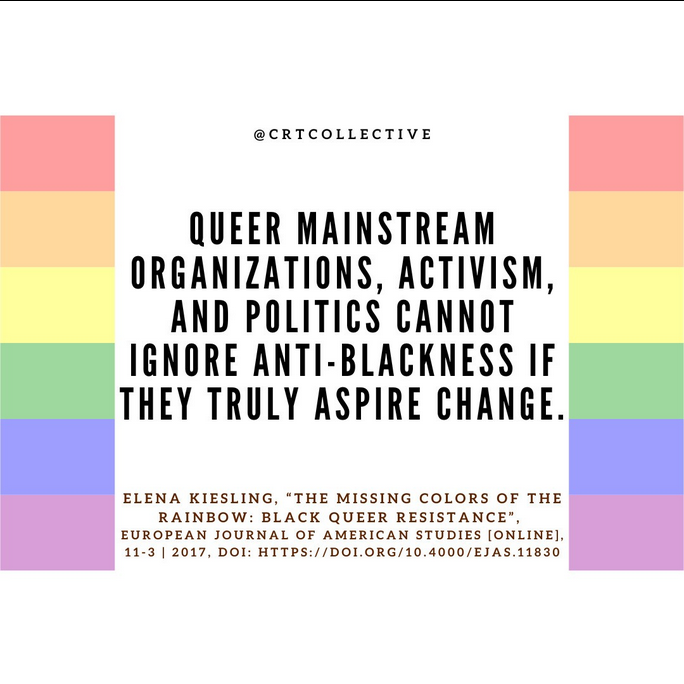 @CRTCOLLECTIVE
QUEER MAINSTREAM
ORGANIZATIONS, ACTIVISM,
AND POLITICS CANNOT
IGNORE ANTI-BLACKNESS IF
THEY TRULY ASPIRE CHANGE.
ELENA KIESLING, “THE MISSING COLORS OF THE
RAINBOW: BLACK QUEER RESISTANCE”,
EUROPEAN JOURNAL OF AMERICAN STUDIES [ONLINE],
11-3 | 2017, DOI: HTTPS://DOI.ORG/10.4000/EJAS.11830